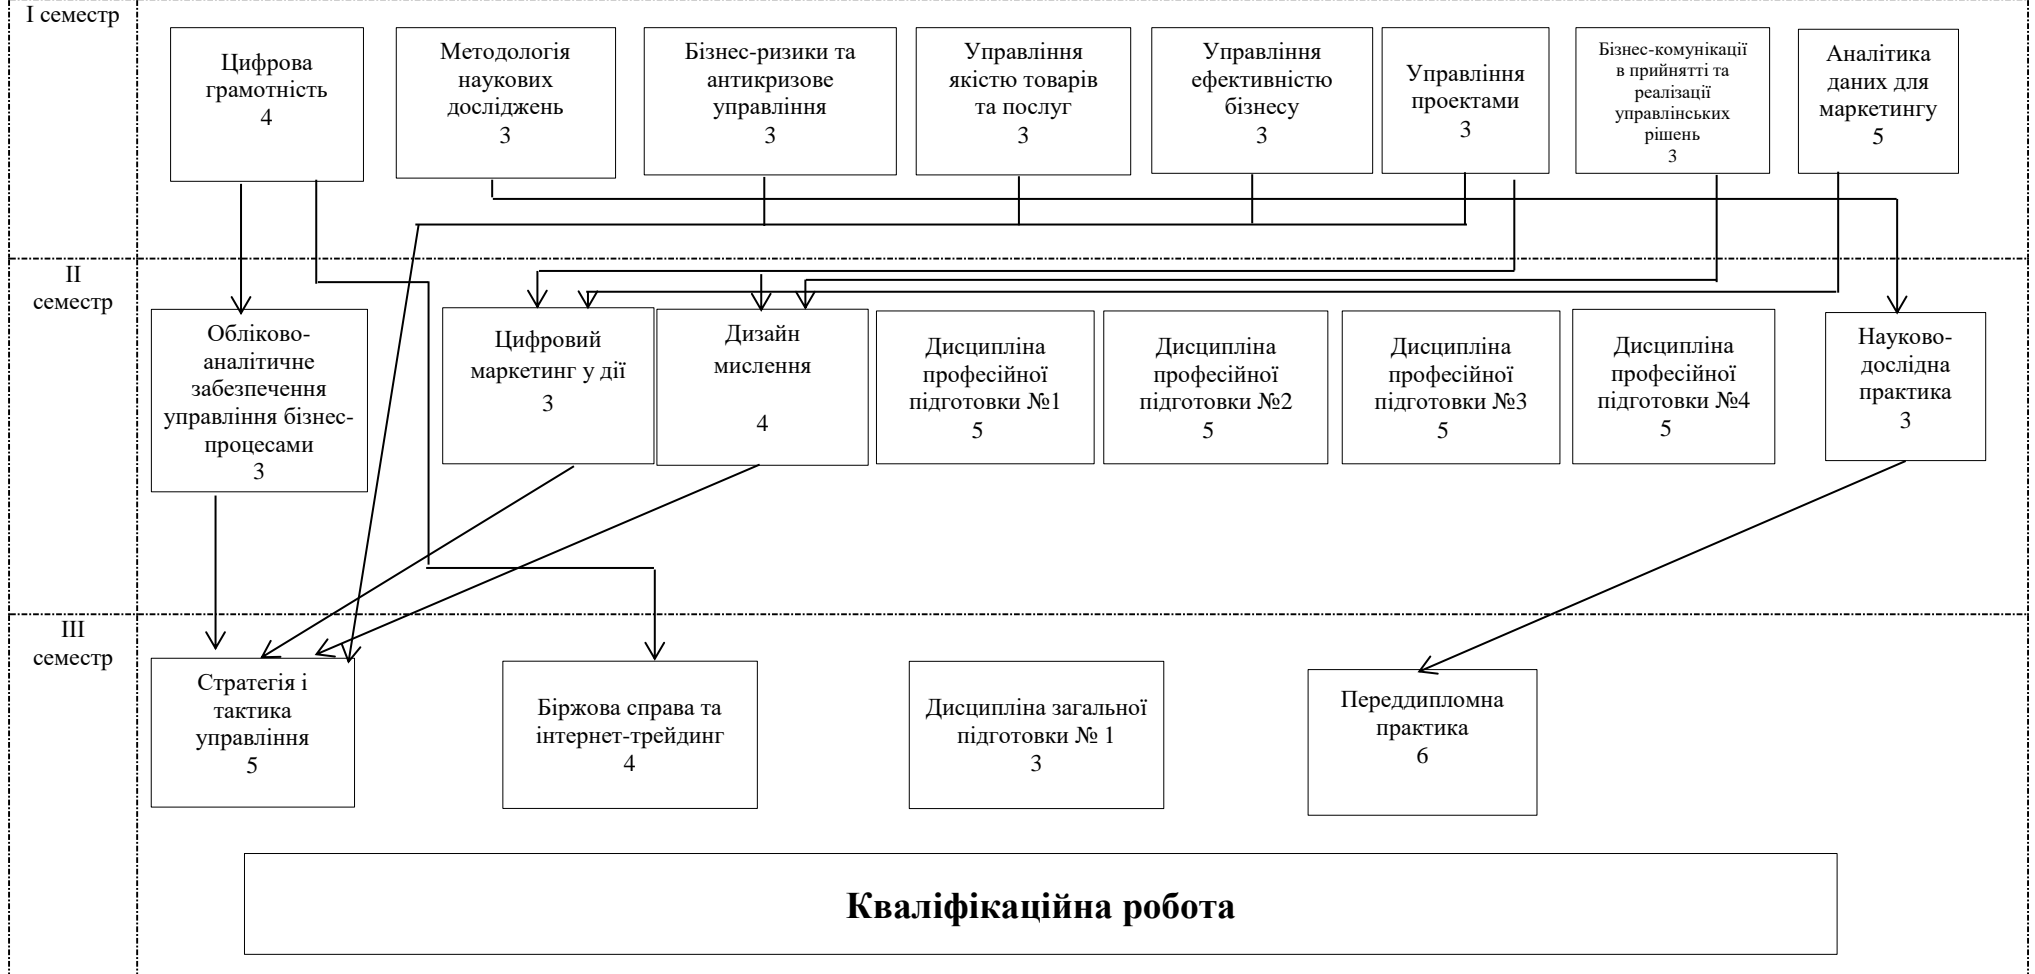 І семестр
Цифрова
грамотність
4
Методологія
наукових
досліджень
3
Бізнес-ризики та
антикризове
управління
3
Управління
якістю товарів
та послуг
3
Управління
ефективністю
бізнесу
3
Управління
проектами
3
Бізнес-комунікації
в прийнятті та
реалізації
управлінських
рішень
3
Аналітика
даних для
маркетингу
5
ІІ
семестр
Обліково-
аналітичне
забезпечення
управління бізнес-
процесами
3
Цифровий
маркетинг у дії
3
Дизайн
мислення
4
Дисципліна
професійної
підготовки №1
5
Дисципліна
професійної
підготовки №2
5
Дисципліна
професійної
підготовки №3
5
Дисципліна
професійної
підготовки №4
5
Науково-
дослідна
практика
3
ІІІ
семестр
Стратегія і
тактика
управління
5
Біржова справа та
інтернет-трейдинг
4
Дисципліна загальної
підготовки № 1
3
Переддипломна
практика
6
Кваліфікаційна робота